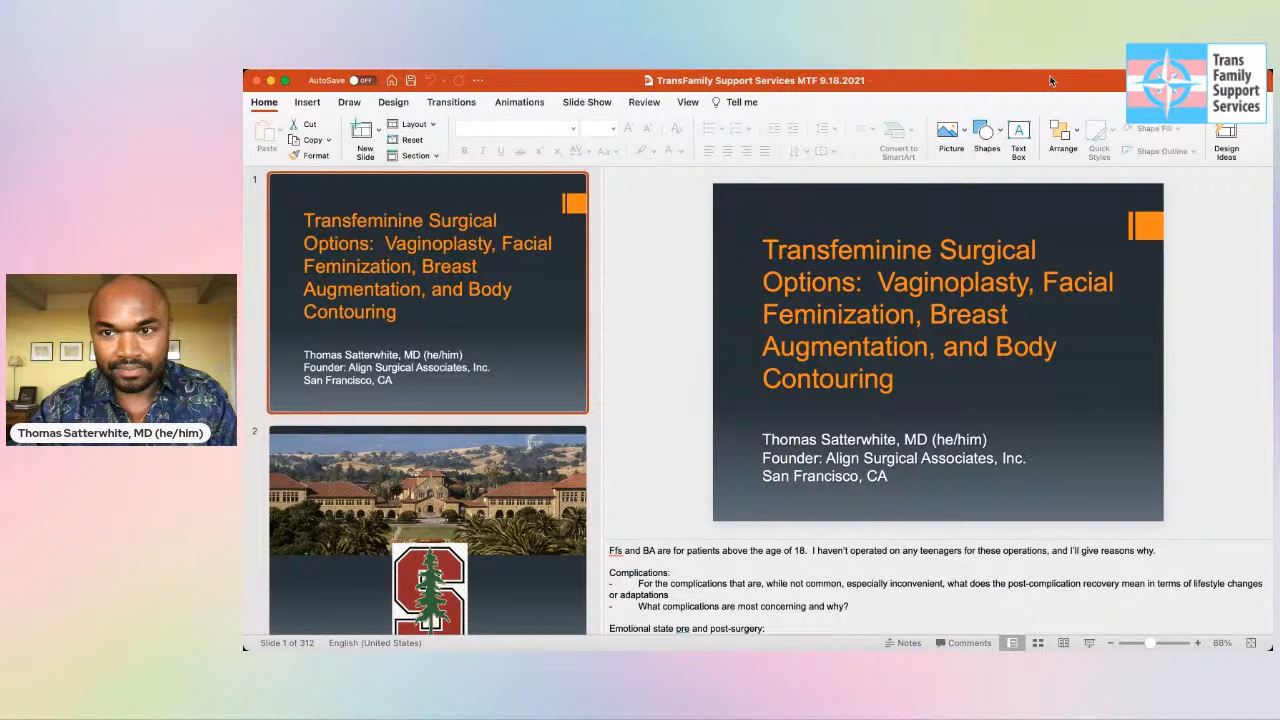 Trans
Family
Support
Services
AutoSave OFF
TransFamily Support Services MTF 9.18.2021
Home Insert Draw Design Transitions Animations Slide Show Review View Tell me
Paste
Cut
Copy
Format
New
Slide
Layout
Reset
Section
Convert to
SmartArt
Picture
Shapes
Text
Box
Arrange
Quick
Styles
Shape Fill
Shape Outline
Design
Ideas
1
Transfeminine Surgical
Options: Vaginoplasty, Facial
Feminization, Breast
Augmentation, and Body
Contouring
Thomas Satterwhite, MD (he/him)
Founder: Align Surgical Associates, Inc.
San Francisco, CA
2
S
Transfeminine Surgical
Options: Vaginoplasty, Facial
Feminization, Breast
Augmentation, and Body
Contouring
Thomas Satterwhite, MD (he/him)
Founder: Align Surgical Associates, Inc.
San Francisco, CA
Ffs and BA are for patients above the age of 18. I haven't operated on any teenagers for these operations, and I'll give reasons why.
Complications:
- For the complications that are, while not common, especially inconvenient, what does the post-complication recovery mean in terms of lifestyle changes
or adaptations
- What complications are most concerning and why?
Emotional state pre and post-surgery:
Thomas Satterwhite, MD (he/him)
Slide 1 of 312 English (United States) Notes Comments 88%